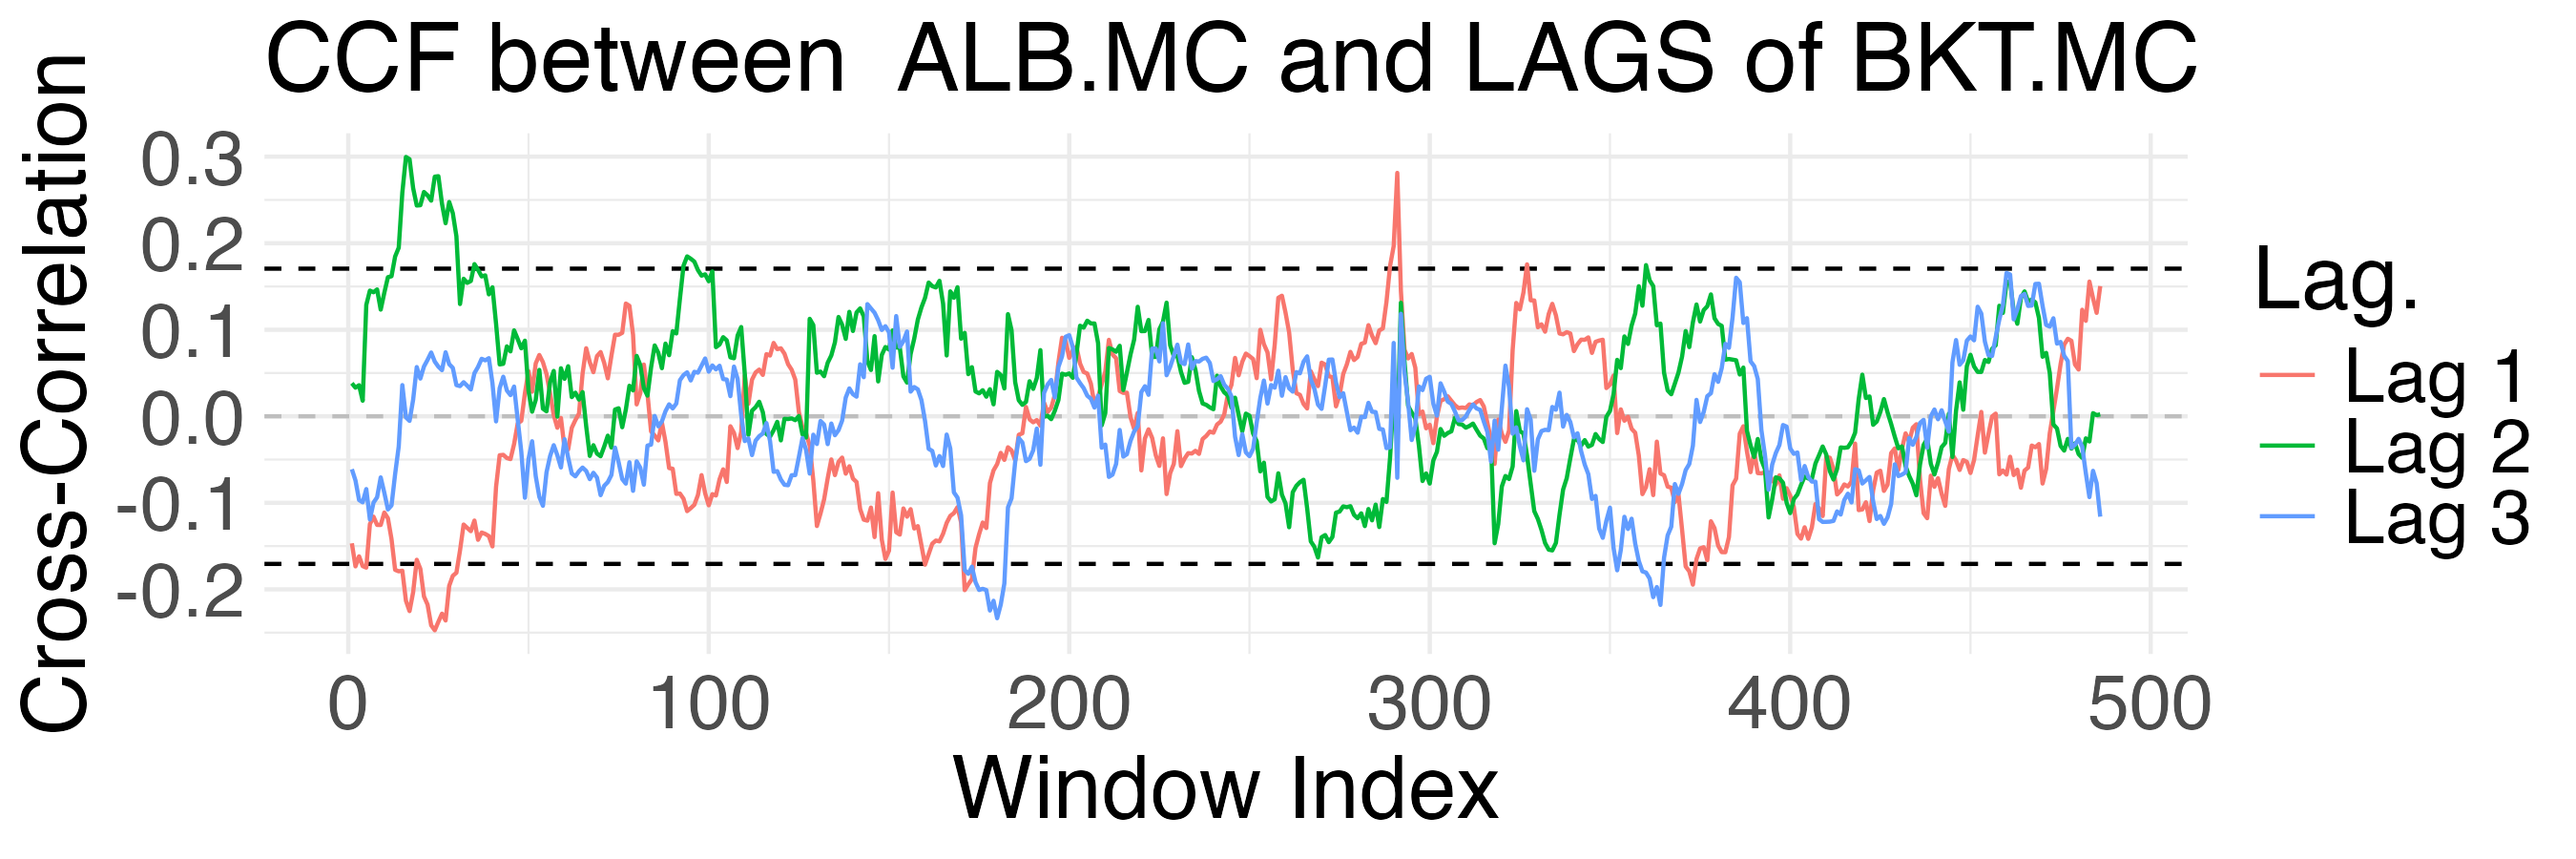 CCF between  ALB.MC and LAGS of BKT.MC
Cross-Correlation
0.3
0.2
0.1
0.0
-0.1
-0.2
0 100 200 300 400 500
Window Index
Lag.
Lag 1
Lag 2
Lag 3